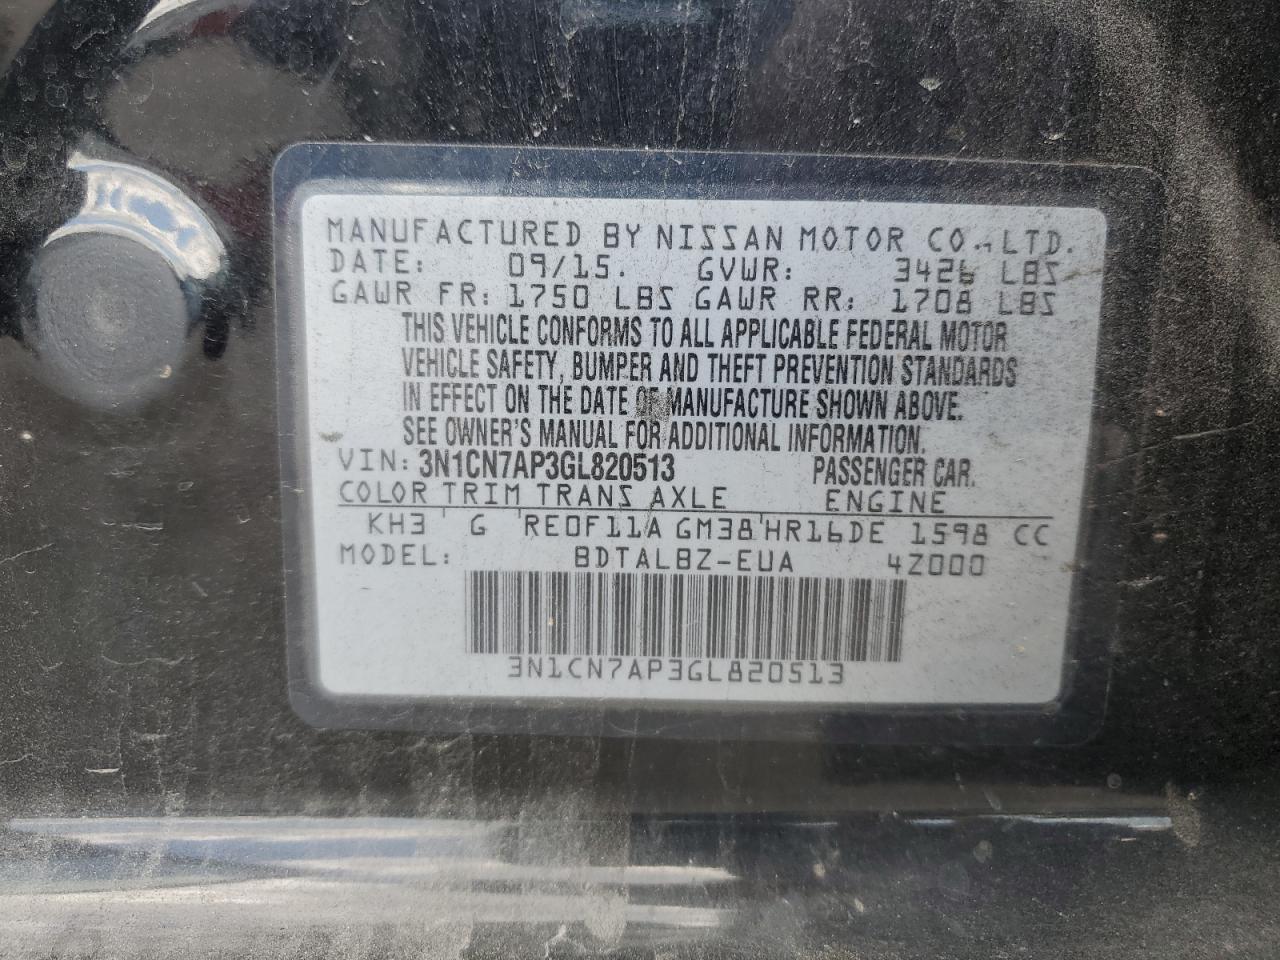 MANUFACTURED BY NISSAN MOTOR CO., LTD.
DATE: 09/15. GVWR: 3426 LBS
GAWR FR: 1750 LBS GAWR RR: 1708 LBS
THIS VEHICLE CONFORMS TO ALL APPLICABLE FEDERAL MOTOR
VEHICLE SAFETY, BUMPER AND THEFT PREVENTION STANDARDS
IN EFFECT ON THE DATE OF MANUFACTURE SHOWN ABOVE.
SEE OWNER'S MANUAL FOR ADDITIONAL INFORMATION.
VIN: 3N1CN7AP3GL820513 PASSENGER CAR.
COLOR TRIM TRANS AXLE ENGINE
KH3 G RE0F11A GM38 HR16DE 1598 CC
MODEL: BDTALBZ-EUA 4Z000
3N1CN7AP3GL820513